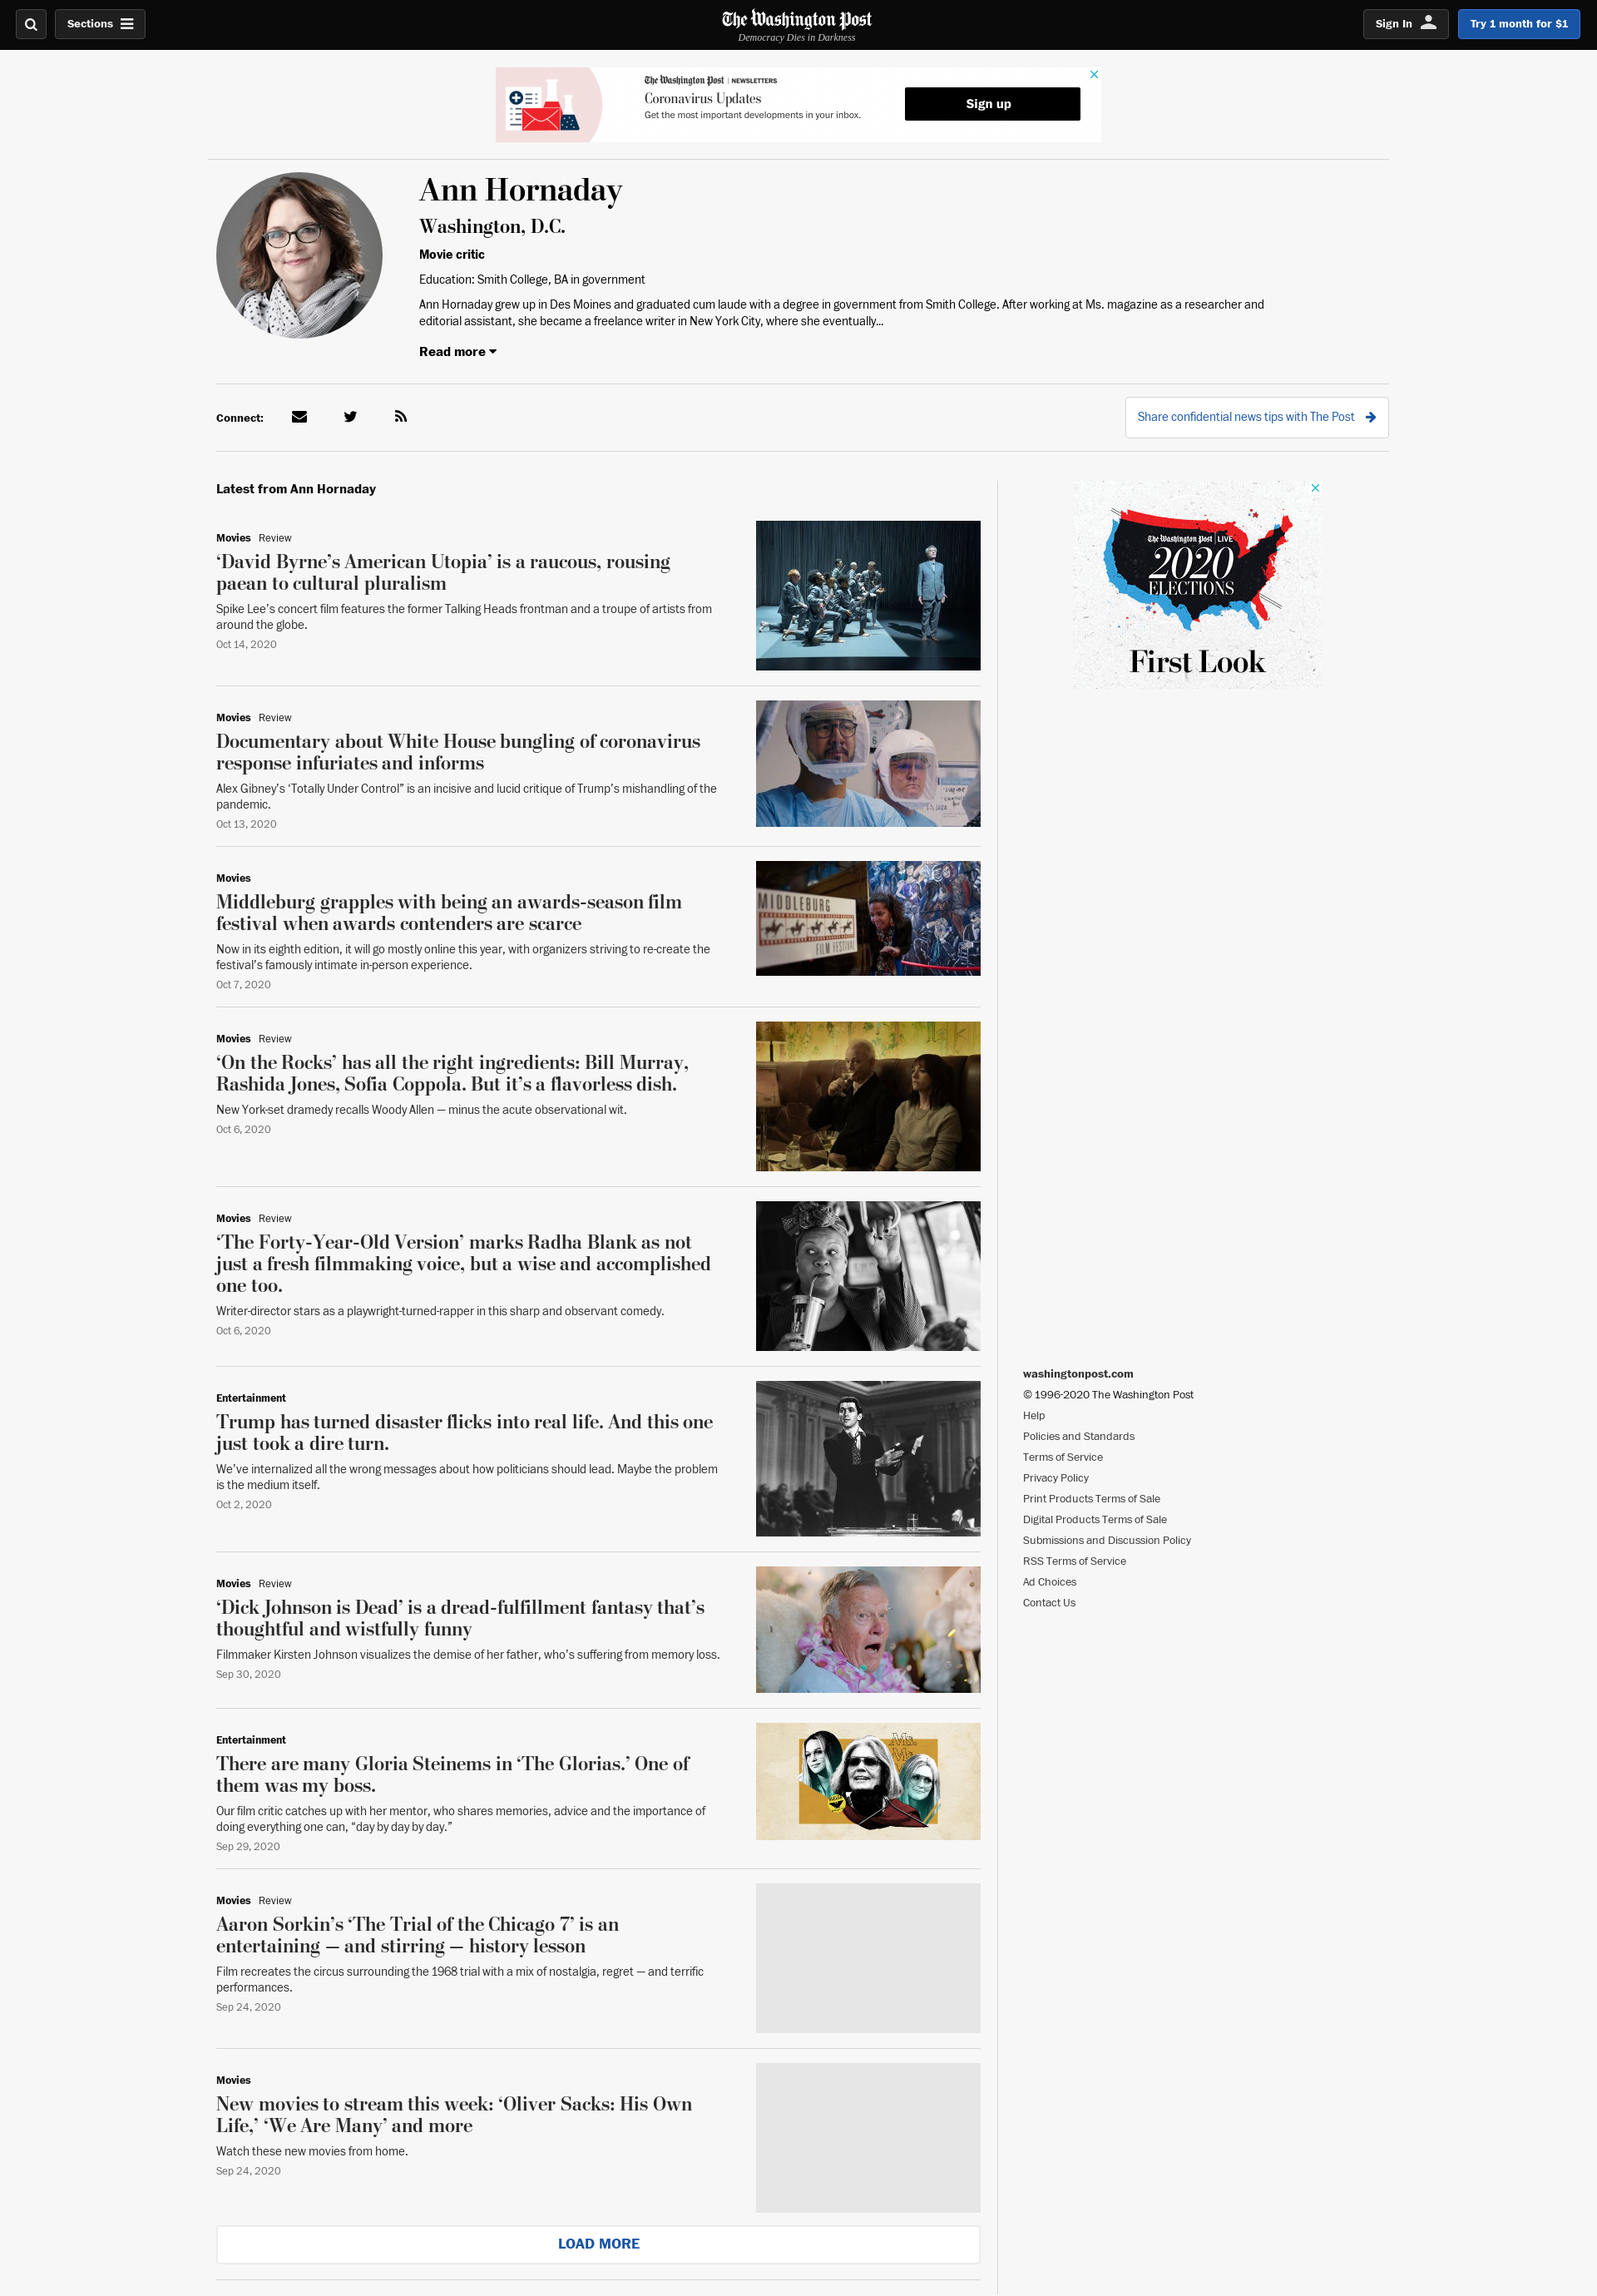 Sections
The Washington Post
Democracy Dies in Darkness
Sign In
Try 1 month for $1
The Washington Post | NEWSLETTERS
Coronavirus Updates
Get the most important developments in your inbox.
Sign up
Ann Hornaday
Washington, D.C.
Movie critic
Education: Smith College, BA in government
Ann Hornaday grew up in Des Moines and graduated cum laude with a degree in government from Smith College. After working at Ms. magazine as a researcher and
editorial assistant, she became a freelance writer in New York City, where she eventually...
Read more
Connect:
Share confidential news tips with The Post
Latest from Ann Hornaday
Movies Review
‘David Byrne’s American Utopia’ is a raucous, rousing
paean to cultural pluralism
Spike Lee’s concert film features the former Talking Heads frontman and a troupe of artists from
around the globe.
Oct 14, 2020
Movies Review
Documentary about White House bungling of coronavirus
response infuriates and informs
Alex Gibney’s ‘Totally Under Control” is an incisive and lucid critique of Trump’s mishandling of the
pandemic.
Oct 13, 2020
Movies
Middleburg grapples with being an awards-season film
festival when awards contenders are scarce
Now in its eighth edition, it will go mostly online this year, with organizers striving to re-create the
festival’s famously intimate in-person experience.
Oct 7, 2020
MIDDLEBURG
FILM FESTIVAL
Movies Review
‘On the Rocks’ has all the right ingredients: Bill Murray,
Rashida Jones, Sofia Coppola. But it’s a flavorless dish.
New York-set dramedy recalls Woody Allen — minus the acute observational wit.
Oct 6, 2020
Movies Review
‘The Forty-Year-Old Version’ marks Radha Blank as not
just a fresh filmmaking voice, but a wise and accomplished
one too.
Writer-director stars as a playwright-turned-rapper in this sharp and observant comedy.
Oct 6, 2020
Entertainment
Trump has turned disaster flicks into real life. And this one
just took a dire turn.
We’ve internalized all the wrong messages about how politicians should lead. Maybe the problem
is the medium itself.
Oct 2, 2020
Movies Review
‘Dick Johnson is Dead’ is a dread-fulfillment fantasy that’s
thoughtful and wistfully funny
Filmmaker Kirsten Johnson visualizes the demise of her father, who’s suffering from memory loss.
Sep 30, 2020
Entertainment
There are many Gloria Steinems in ‘The Glorias.’ One of
them was my boss.
Our film critic catches up with her mentor, who shares memories, advice and the importance of
doing everything one can, “day by day by day.”
Sep 29, 2020
Ms.
Movies Review
Aaron Sorkin’s ‘The Trial of the Chicago 7’ is an
entertaining — and stirring — history lesson
Film recreates the circus surrounding the 1968 trial with a mix of nostalgia, regret — and terrific
performances.
Sep 24, 2020
Movies
New movies to stream this week: ‘Oliver Sacks: His Own
Life,’ ‘We Are Many’ and more
Watch these new movies from home.
Sep 24, 2020
LOAD MORE
The Washington Post LIVE
2020
ELECTIONS
First Look
washingtonpost.com
© 1996-2020 The Washington Post
Help
Policies and Standards
Terms of Service
Privacy Policy
Print Products Terms of Sale
Digital Products Terms of Sale
Submissions and Discussion Policy
RSS Terms of Service
Ad Choices
Contact Us